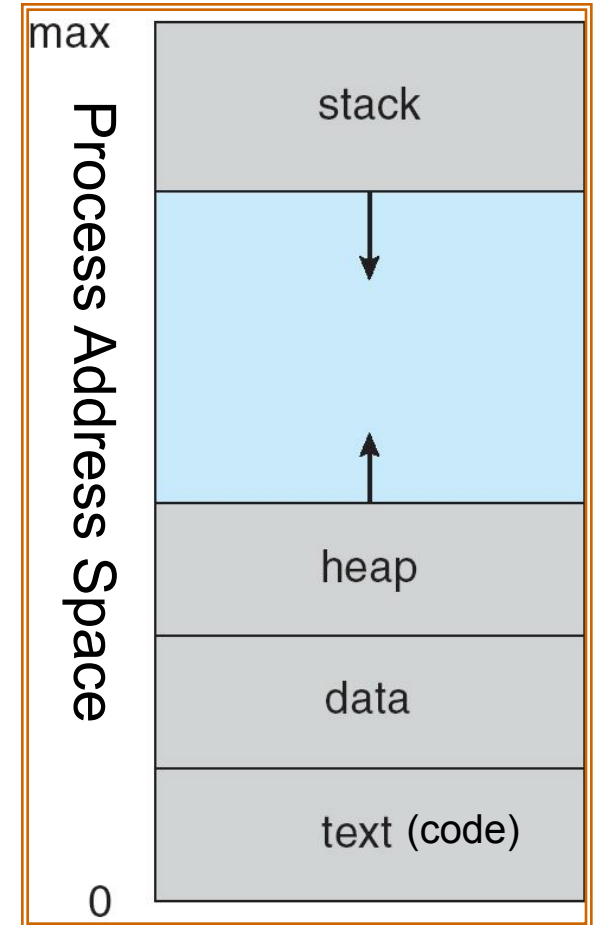 max
Process Address Space
stack
heap
data
text (code)
0